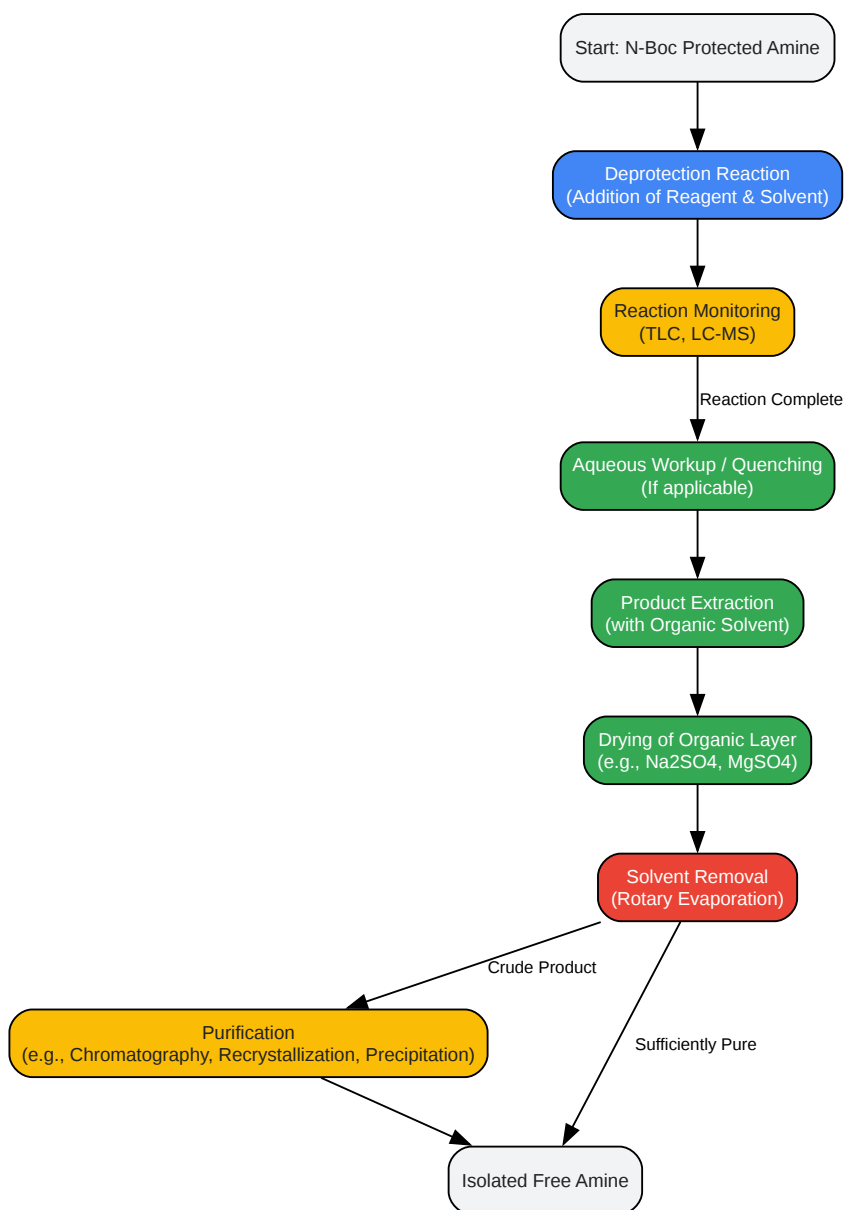 Start: N-Boc Protected Amine
Deprotection Reaction
(Addition of Reagent & Solvent)
Reaction Monitoring
(TLC, LC-MS)
Reaction Complete
Aqueous Workup / Quenching
(If applicable)
Product Extraction
(with Organic Solvent)
Drying of Organic Layer
(e.g., Na2SO4, MgSO4)
Solvent Removal
(Rotary Evaporation)
Crude Product
Purification
(e.g., Chromatography, Recrystallization, Precipitation)
Sufficiently Pure
Isolated Free Amine